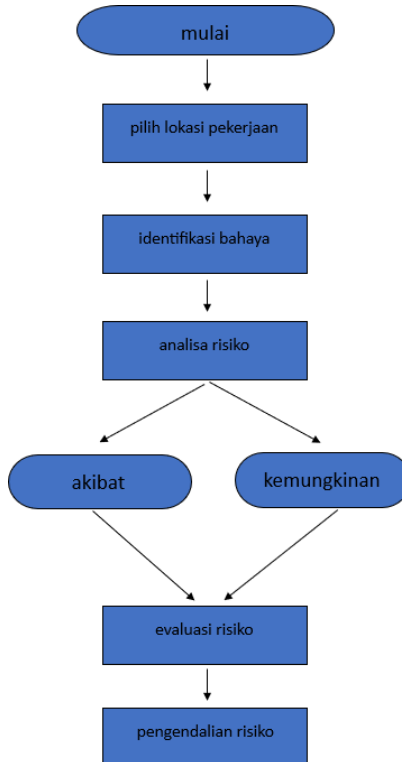 mulai
pilih lokasi pekerjaan
identifikasi bahaya
analisa risiko
akibat
kemungkinan
evaluasi risiko
pengendalian risiko